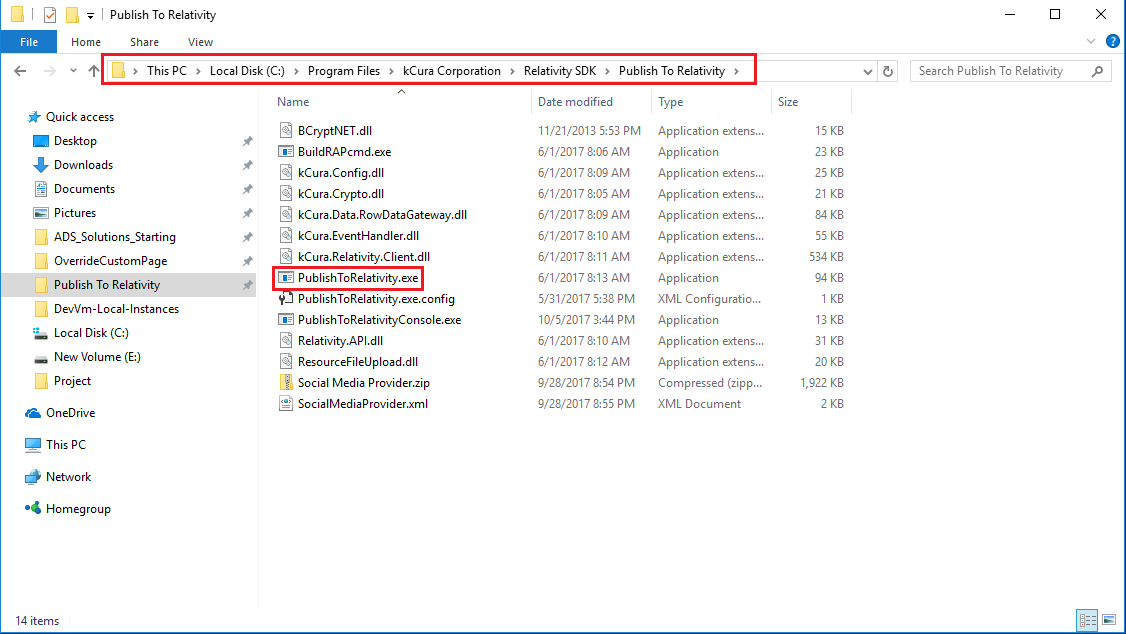 Publish To Relativity
File Home Share View
This PC > Local Disk (C:) > Program Files > kCura Corporation > Relativity SDK > Publish To Relativity >
Search Publish To Relativity
Name Date modified Type Size
Quick access
Desktop
Downloads
Documents
Pictures
ADS_Solutions_Starting
OverrideCustomPage
Publish To Relativity
DevVm-Local-Instances
Local Disk (C:)
New Volume (E:)
Project
OneDrive
This PC
Network
Homegroup
BCryptNET.dll 11/21/2013 5:53 PM Application extens... 15 KB
BuildRAPcmd.exe 6/1/2017 8:06 AM Application 23 KB
kCura.Config.dll 6/1/2017 8:09 AM Application extens... 25 KB
kCura.Crypto.dll 6/1/2017 8:05 AM Application extens... 21 KB
kCura.Data.RowDataGateway.dll 6/1/2017 8:09 AM Application extens... 84 KB
kCura.EventHandler.dll 6/1/2017 8:10 AM Application extens... 55 KB
kCura.Relativity.Client.dll 6/1/2017 8:11 AM Application extens... 534 KB
PublishToRelativity.exe 6/1/2017 8:13 AM Application 94 KB
PublishToRelativity.exe.config 5/31/2017 5:38 PM XML Configuratio... 1 KB
PublishToRelativityConsole.exe 10/5/2017 3:44 PM Application 13 KB
Relativity.API.dll 6/1/2017 8:10 AM Application extens... 31 KB
ResourceFileUpload.dll 6/1/2017 8:12 AM Application extens... 20 KB
Social Media Provider.zip 9/28/2017 8:54 PM Compressed (zipp... 1,922 KB
SocialMediaProvider.xml 9/28/2017 8:55 PM XML Document 2 KB
14 items